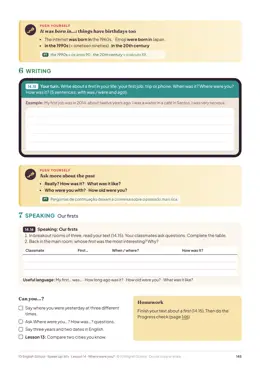 PUSH YOURSELF
It was born in…: things have birthdays too
• The internet was born in the 1960s. Emoji were born in Japan.
• in the 1990s (= nineteen nineties) in the 20th century
6 WRITING
Your turn. Write about a first in your life: your first job, trip or phone. When was it? Where were you?
How was it? (5 sentences, with was / were and ago)
Example: My first job was in 2014, about twelve years ago. I was a waiter in a café in
PUSH YOURSELF
Ask more about the past
• Really? How was it? What was it like?
• Who were you with? How old were you?
7 SPEAKING Our firsts
14.16 Speaking: Our firsts
1. In breakout rooms of three, read your text (14.15). Your classmates ask questions. Complete the table.
2. Back in the main room, whose first was the most interesting? Why?
Classmate First… When / where? How was it?
Useful language: My first… was… How long ago was it? How old were you? What was it like?
Can you…?
Say where you were yesterday at three different
times.
Ask Where were you…? How was…? questions.
Say three years and two dates in English.
Lesson 13: Compare two cities you know.
Homework
Finish your text about a first (14.15). Then do the
Progress check (page